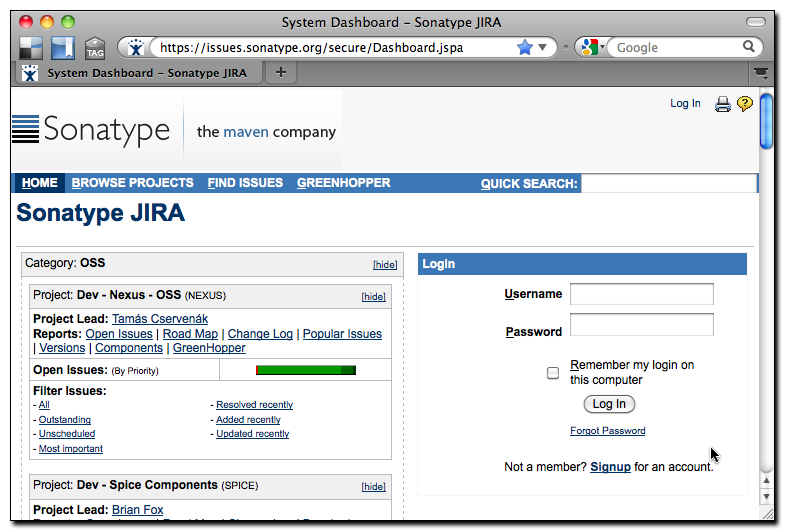 System Dashboard - Sonatype JIRA
TAG
https://issues.sonatype.org/secure/Dashboard.jspa
Google
System Dashboard - Sonatype JIRA
+
Log In
?
Sonatype
the maven company
HOME BROWSE PROJECTS FIND ISSUES GREENHOPPER QUICK SEARCH:
Sonatype JIRA
Category: OSS [hide]
Project: Dev - Nexus - OSS (NEXUS) [hide]
Project Lead: Tamás Cservenák
Reports: Open Issues | Road Map | Change Log | Popular Issues
| Versions | Components | GreenHopper
Open Issues: (By Priority)
Filter Issues:
- All - Resolved recently
- Outstanding - Added recently
- Unscheduled - Updated recently
- Most important
Project: Dev - Spice Components (SPICE) [hide]
Project Lead: Brian Fox
Login
Username
Password
Remember my login on
this computer
Log In
Forgot Password
Not a member? Signup for an account.